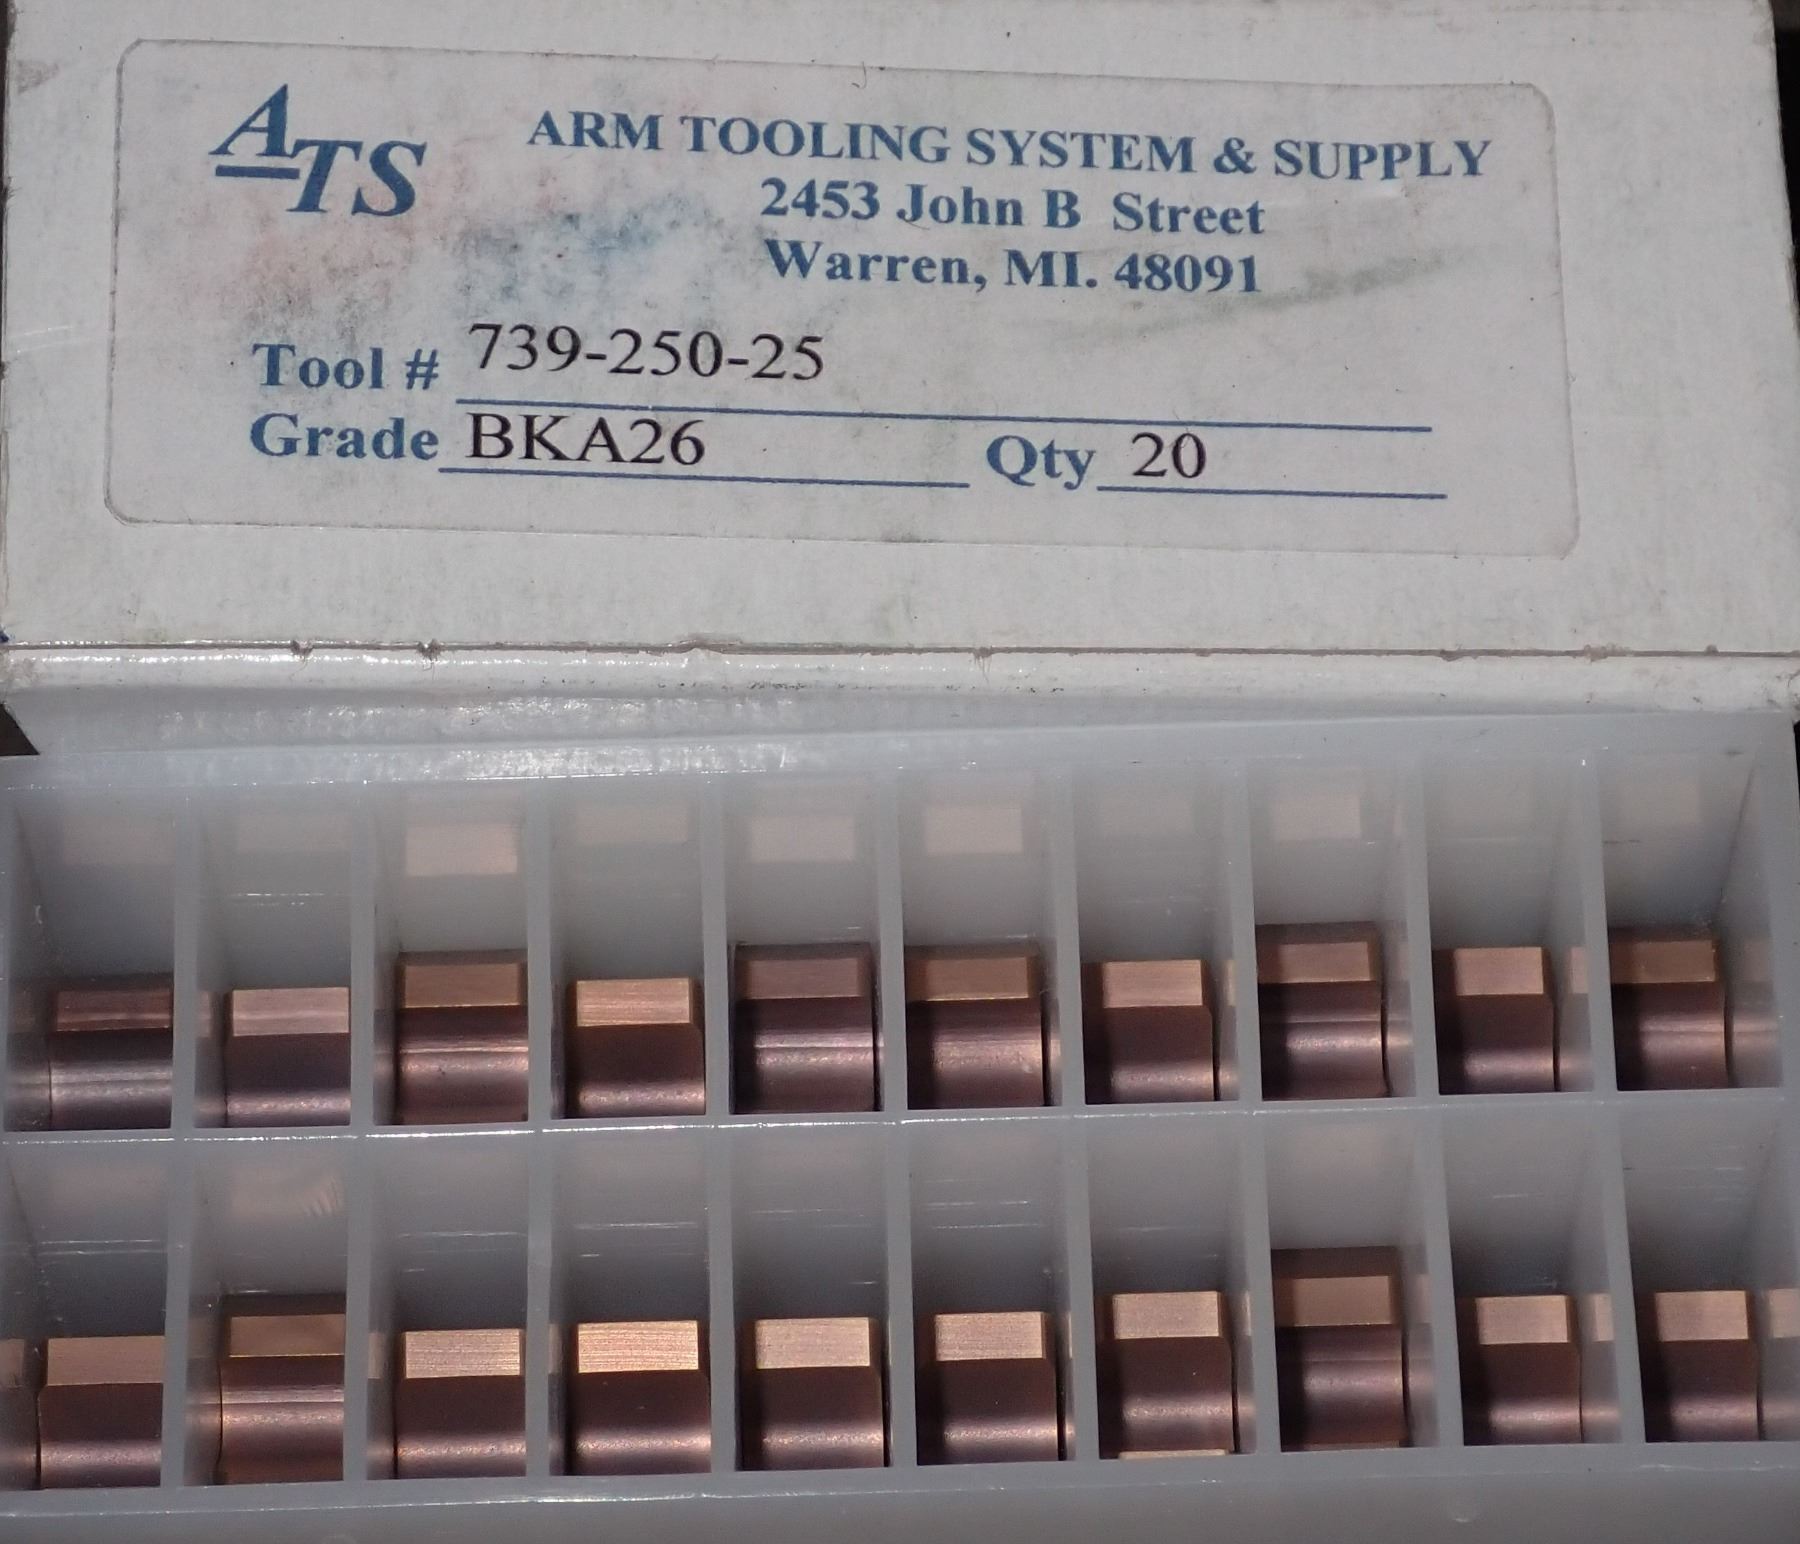 ATS
ARM TOOLING SYSTEM & SUPPLY
2453 John B Street
Warren, MI. 48091
Tool # 739-250-25
Grade BKA26 Qty 20